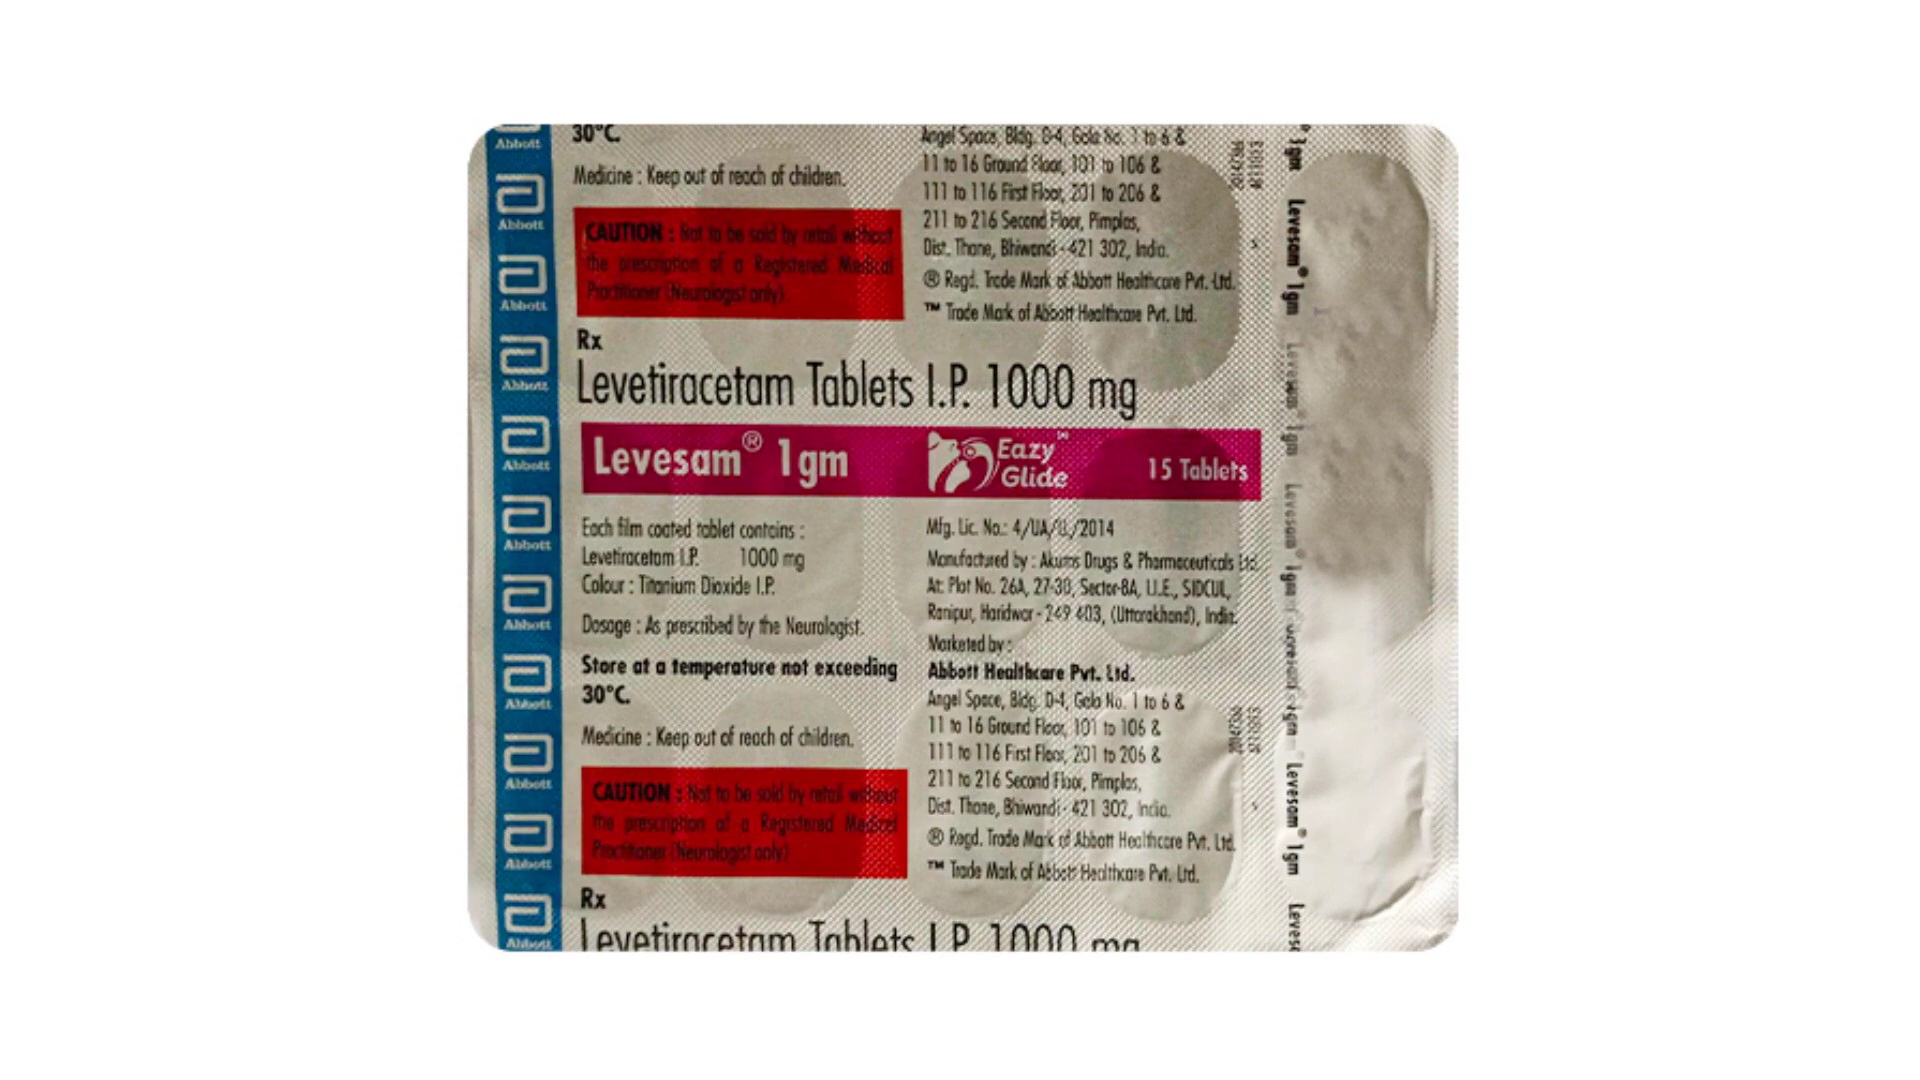 Abbott
Abbott
Abbott
Abbott
Abbott
Abbott
Abbott
Abbott
Abbott
Abbott
Abbott
30°C.
Medicine : Keep out of reach of children.
CAUTION : Not to be sold by retail without
the prescription of a Registered Medical
Practitioner (Neurologist only)
Angel Space, Bldg. D-4, Gala No. 1 to 6 &
11 to 16 Ground Floor, 101 to 106 &
111 to 116 First Floor, 201 to 206 &
211 to 216 Second Floor, Pimplas,
Dist. Thane, Bhiwandi - 421 302, India.
® Regd. Trade Mark of Abbott Healthcare Pvt. Ltd.
™ Trade Mark of Abbott Healthcare Pvt. Ltd.
Rx
Levetiracetam Tablets I.P. 1000 mg
Levesam® 1gm
Eazy™
Glide
15 Tablets
Each film coated tablet contains :
Levetiracetam I.P. 1000 mg
Colour : Titanium Dioxide I.P.
Dosage : As prescribed by the Neurologist.
Store at a temperature not exceeding
30°C.
Medicine : Keep out of reach of children.
CAUTION : Not to be sold by retail without
the prescription of a Registered Medical
Practitioner (Neurologist only)
Mfg. Lic. No.: 4/UA/LL/2014
Manufactured by : Akums Drugs & Pharmaceuticals Ltd.
At: Plot No. 26A, 27-30, Sector-8A, I.I.E., SIDCUL,
Ranipur, Haridwar - 249 403, (Uttarakhand), India.
Marketed by :
Abbott Healthcare Pvt. Ltd.
Angel Space, Bldg. D-4, Gala No. 1 to 6 &
11 to 16 Ground Floor, 101 to 106 &
111 to 116 First Floor, 201 to 206 &
211 to 216 Second Floor, Pimplas,
Dist. Thane, Bhiwandi - 421 302, India.
® Regd. Trade Mark of Abbott Healthcare Pvt. Ltd.
™ Trade Mark of Abbott Healthcare Pvt. Ltd.
Rx
Levetiracetam Tablets I.P. 1000 mg
® 1gm Levesam® 1gm Levesam® 1gm Levesam® 1gm Levesam® 1gm Leves